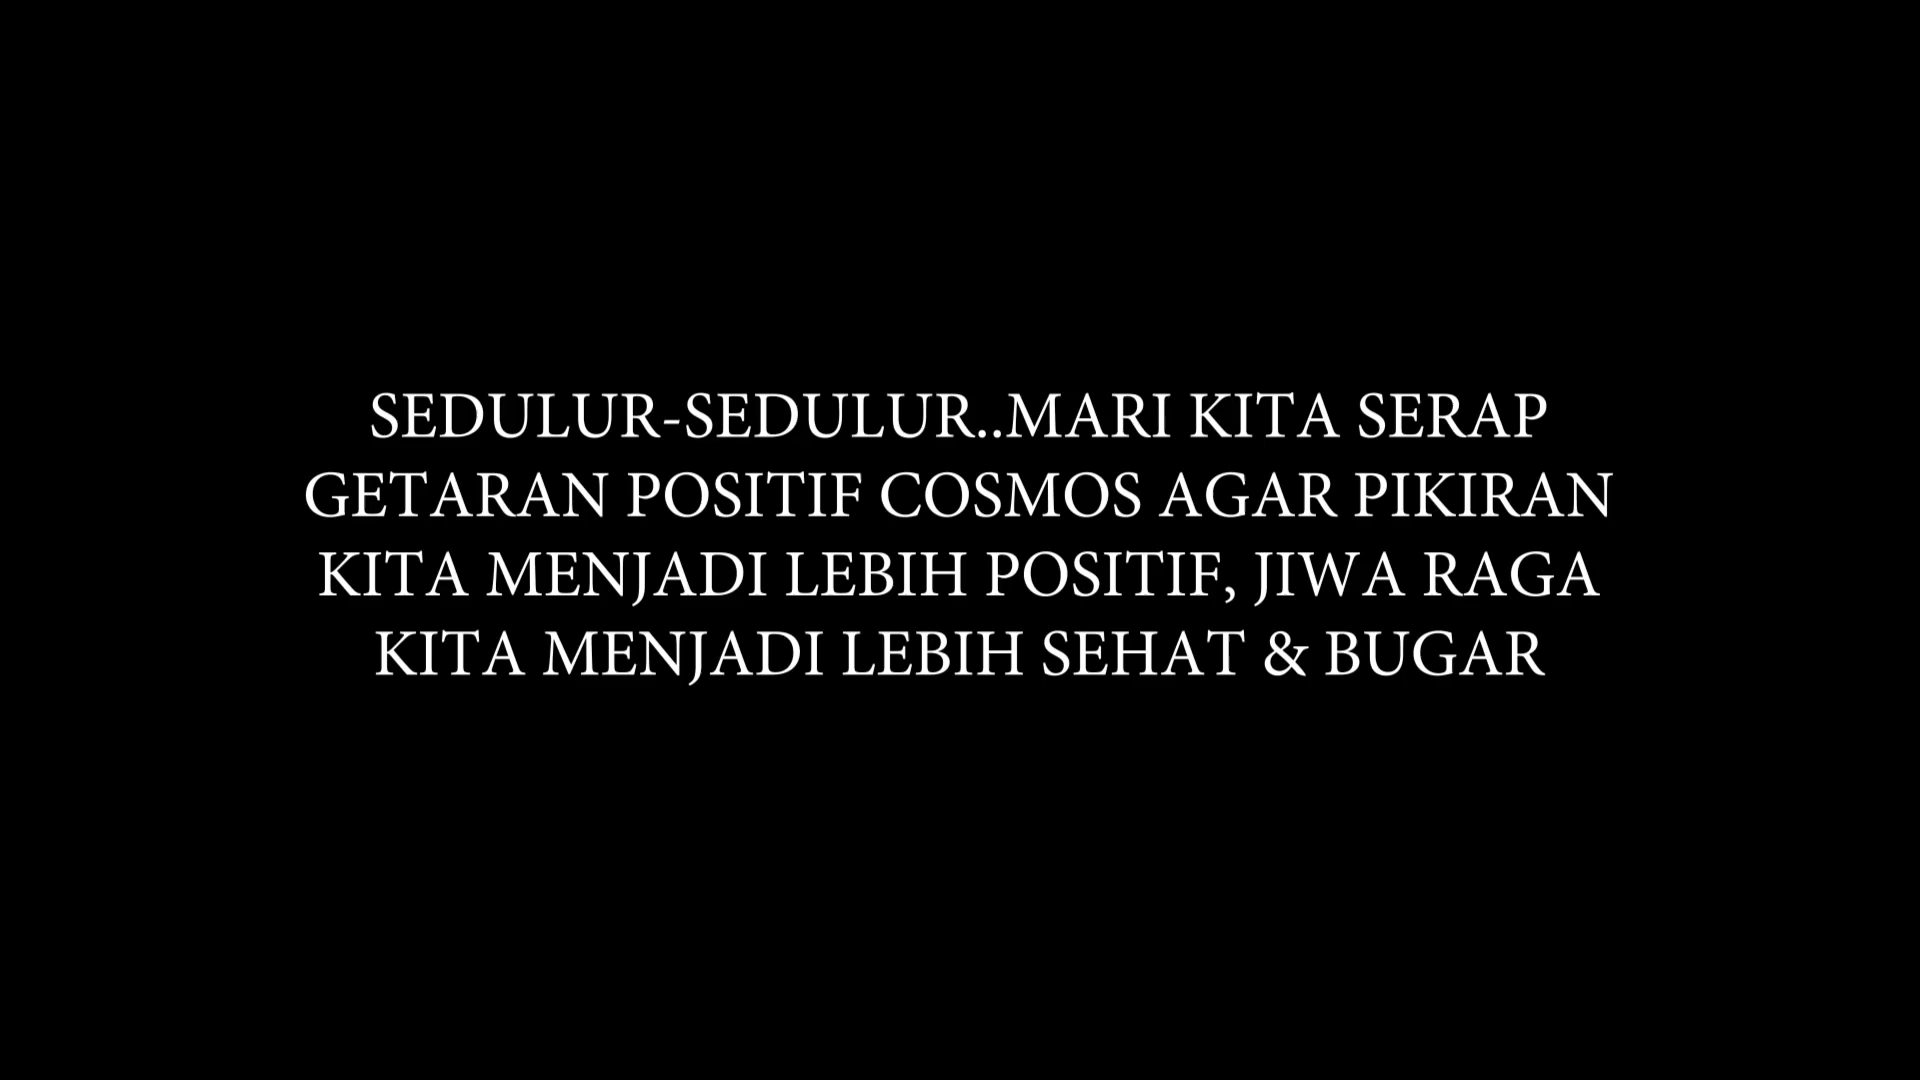 SEDULUR-SEDULUR..MARI KITA SERAP
GETARAN POSITIF COSMOS AGAR PIKIRAN
KITA MENJADI LEBIH POSITIF, JIWA RAGA
KITA MENJADI LEBIH SEHAT & BUGAR